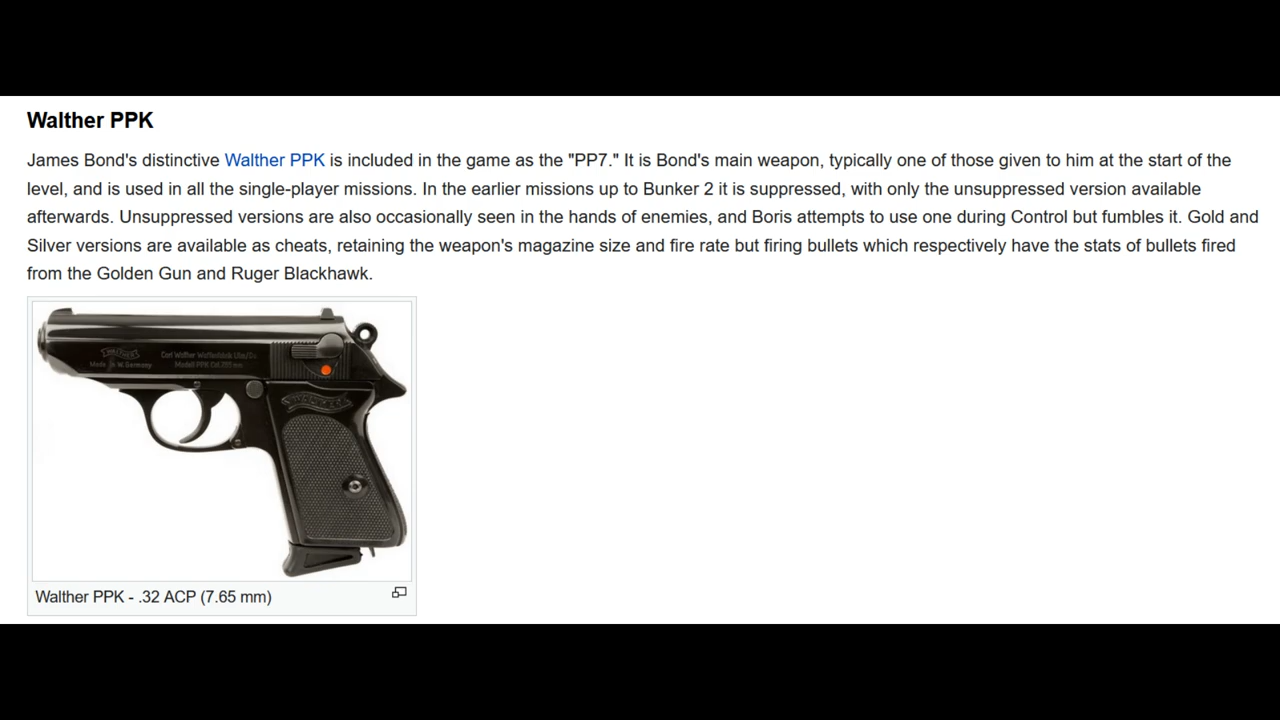 Walther PPK
James Bond's distinctive Walther PPK is included in the game as the "PP7." It is Bond's main weapon, typically one of those given to him at the start of the
level, and is used in all the single-player missions. In the earlier missions up to Bunker 2 it is suppressed, with only the unsuppressed version available
afterwards. Unsuppressed versions are also occasionally seen in the hands of enemies, and Boris attempts to use one during Control but fumbles it. Gold and
Silver versions are available as cheats, retaining the weapon's magazine size and fire rate but firing bullets which respectively have the stats of bullets fired
from the Golden Gun and Ruger Blackhawk.
Carl Walther Waffenfabrik
Made in W. Germany
Walther PPK - .32 ACP (7.65 mm)